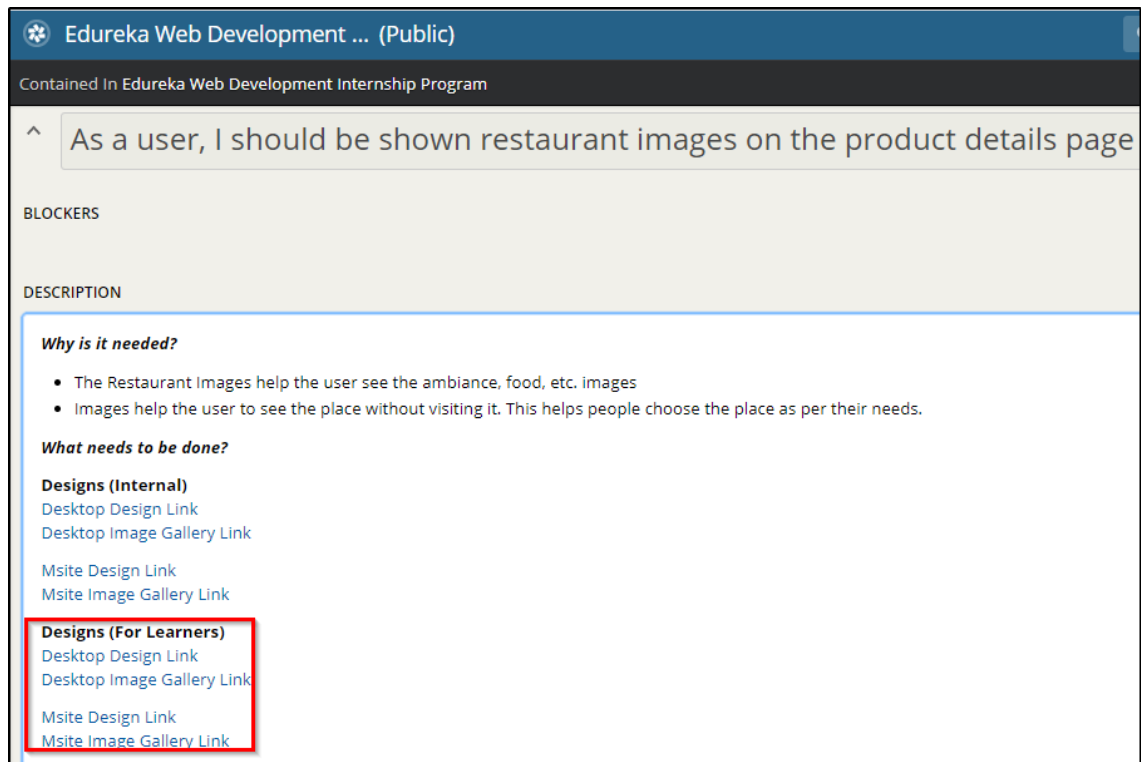 Edureka Web Development ... (Public)
Contained In Edureka Web Development Internship Program
As a user, I should be shown restaurant images on the product details page
BLOCKERS
DESCRIPTION
Why is it needed?
• The Restaurant Images help the user see the ambiance, food, etc. images
• Images help the user to see the place without visiting it. This helps people choose the place as per their needs.
What needs to be done?
Designs (Internal)
Desktop Design Link
Desktop Image Gallery Link
Msite Design Link
Msite Image Gallery Link
Designs (For Learners)
Desktop Design Link
Desktop Image Gallery Link
Msite Design Link
Msite Image Gallery Link